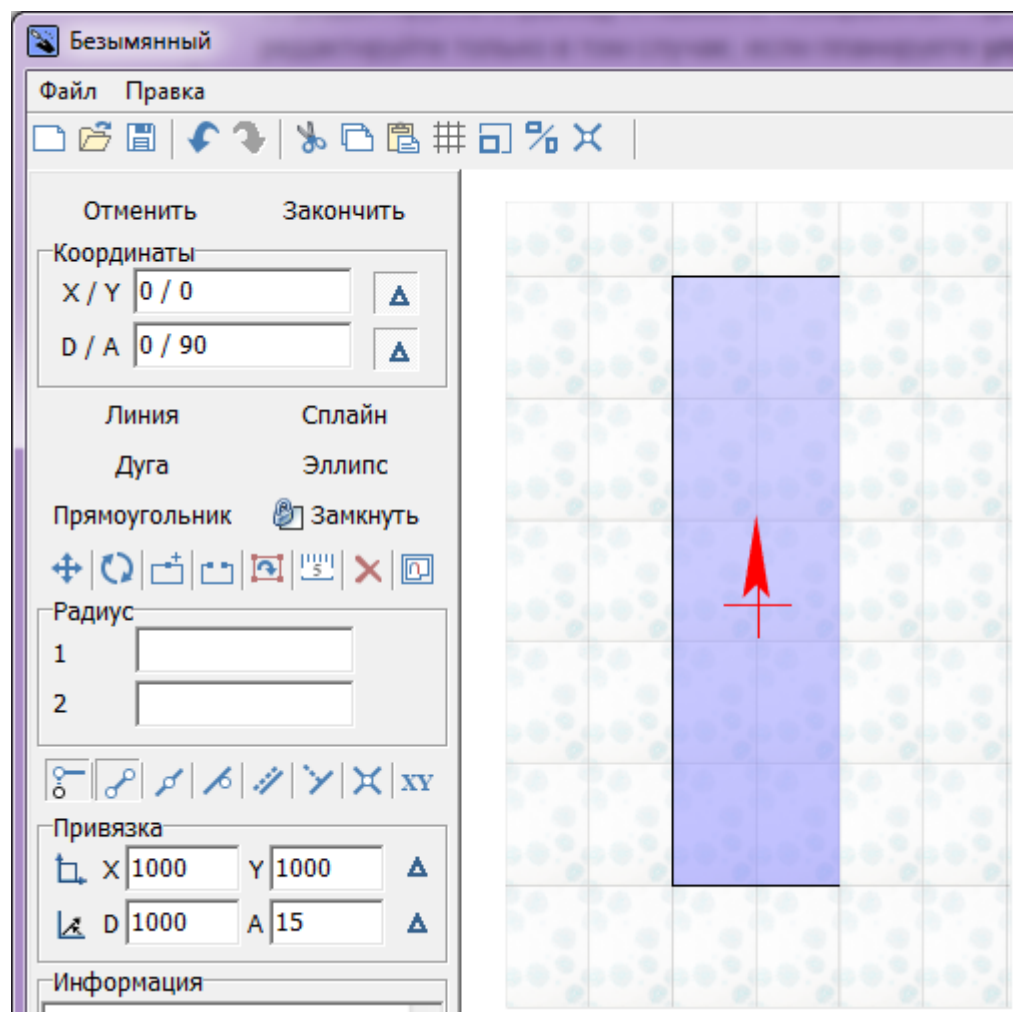 Безымянный
Файл Правка
Отменить Закончить
Координаты
X / Y 0 / 0
D / A 0 / 90
Линия Сплайн
Дуга Эллипс
Прямоугольник Замкнуть
5
Радиус
1
2
XY
Привязка
X 1000 Y 1000
D 1000 A 15
Информация